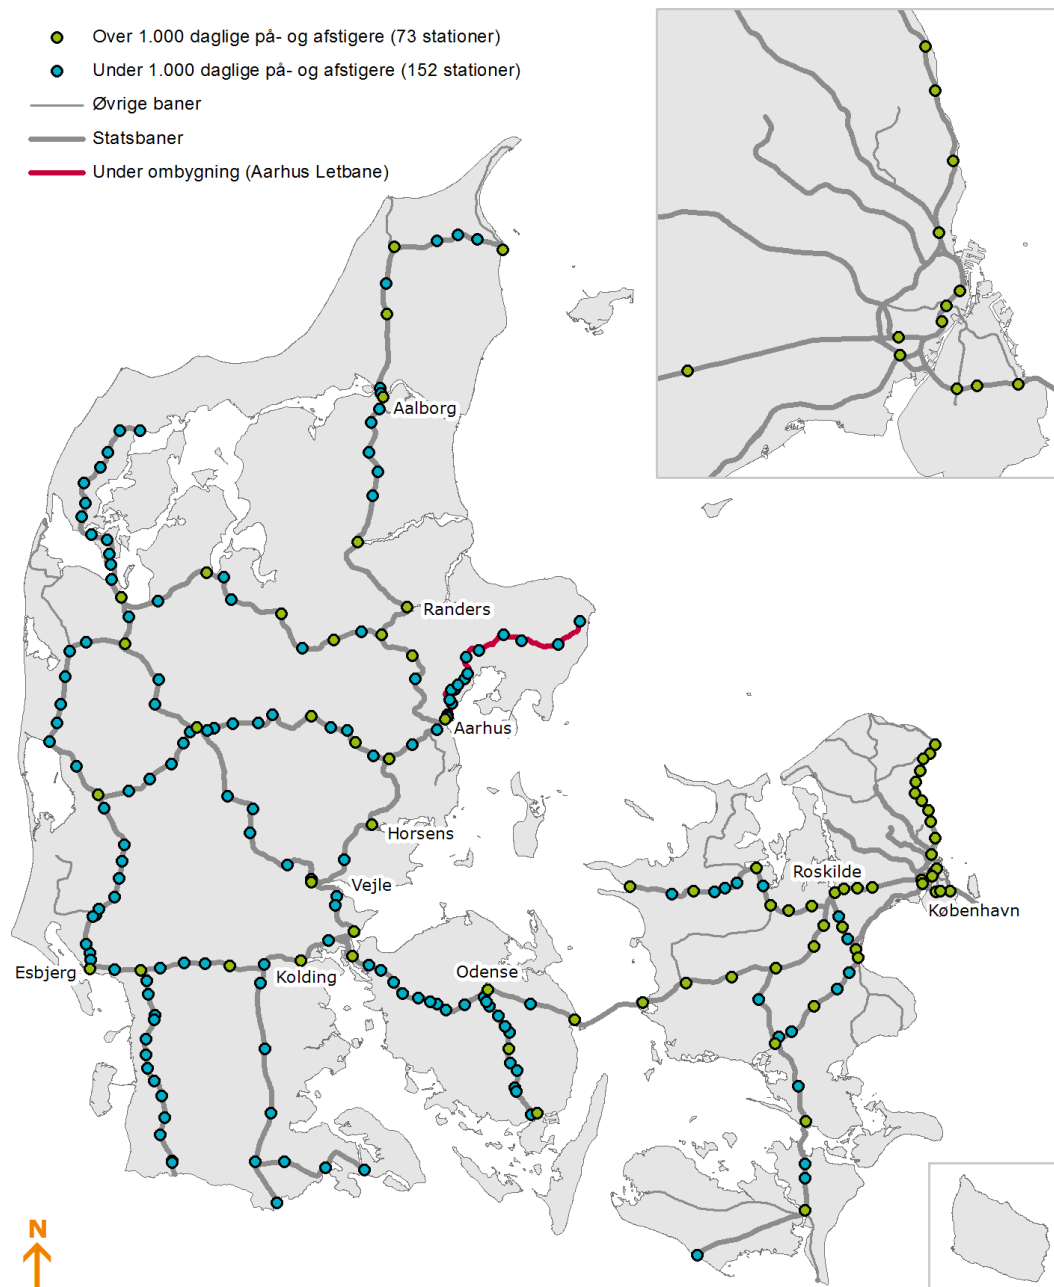 Over 1.000 daglige på- og afstigere (73 stationer)
Under 1.000 daglige på- og afstigere (152 stationer)
Øvrige baner
Statsbaner
Under ombygning (Aarhus Letbane)
Aalborg
Randers
Aarhus
Horsens
Vejle
Roskilde
København
Esbjerg
Kolding
Odense
N